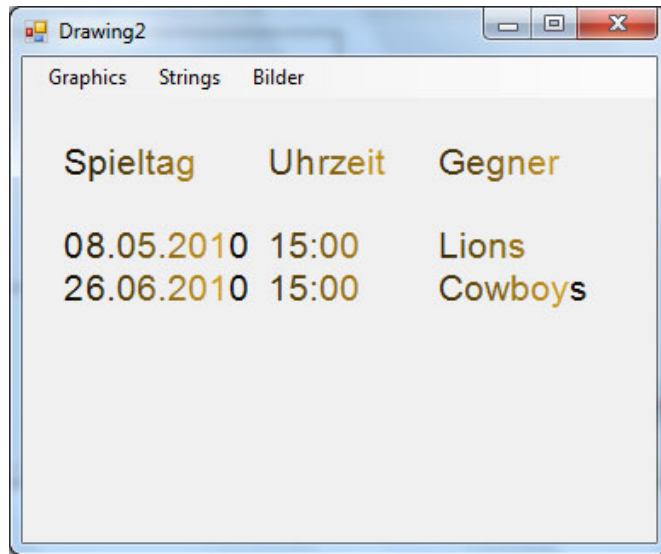 Drawing2
Graphics Strings Bilder
Spieltag Uhrzeit Gegner
08.05.2010 15:00 Lions
26.06.2010 15:00 Cowboys